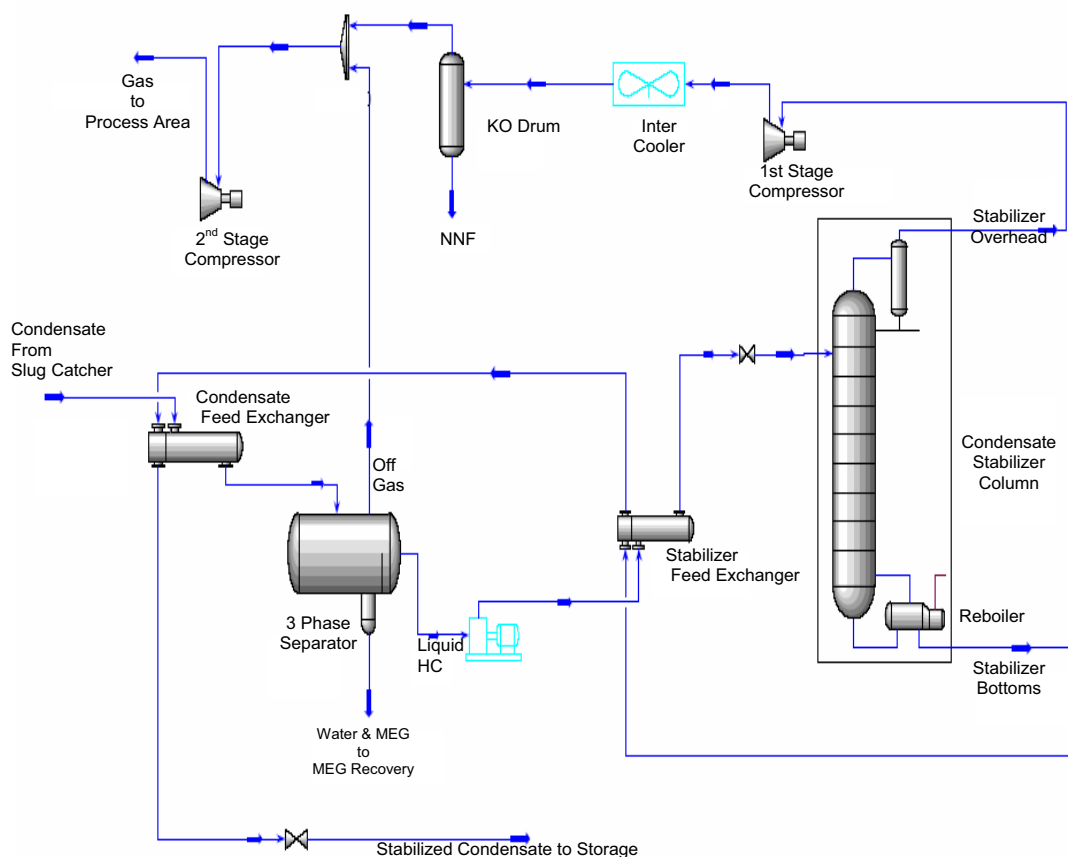 Gas
to
Process Area
KO Drum
Inter
Cooler
1st Stage
Compressor
Stabilizer
Overhead
2nd Stage
Compressor
NNF
Condensate
From
Slug Catcher
Condensate
Feed Exchanger
Off
Gas
Condensate
Stabilizer
Column
Stabilizer
Feed Exchanger
3 Phase
Separator
Liquid
HC
Reboiler
Stabilizer
Bottoms
Water & MEG
to
MEG Recovery
Stabilized Condensate to Storage